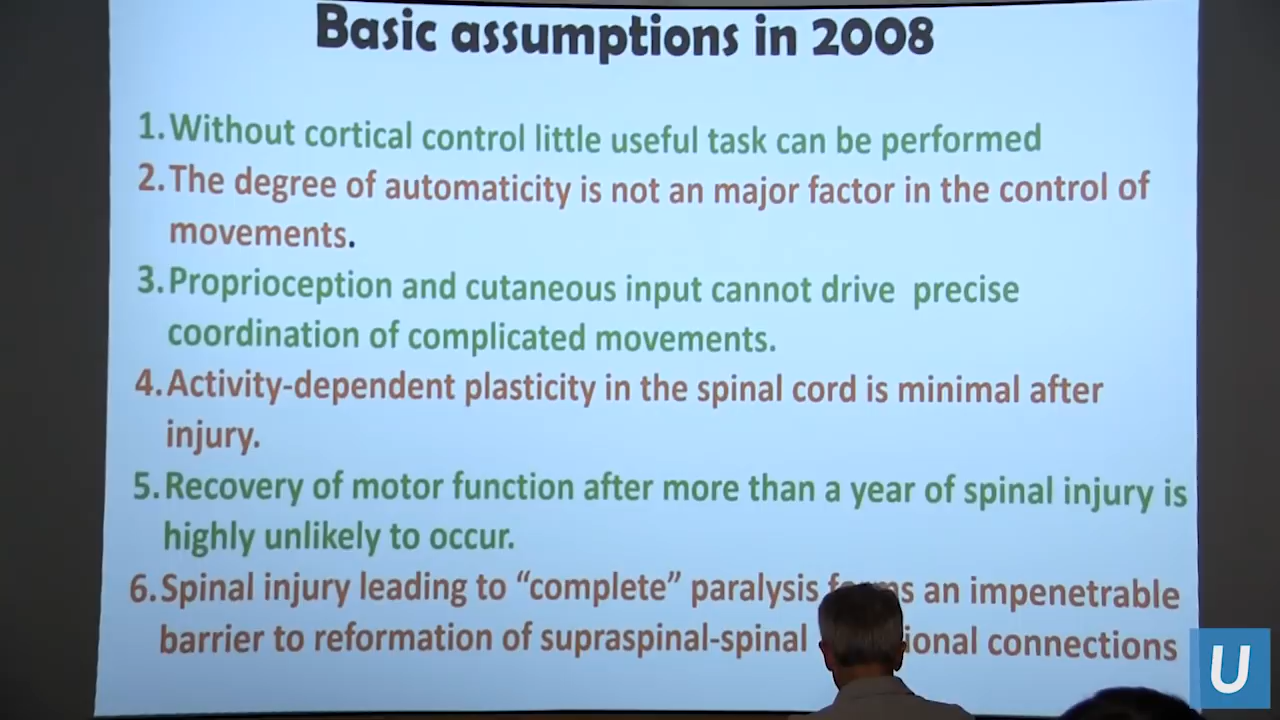 Basic assumptions in 2008
1. Without cortical control little useful task can be performed
2. The degree of automaticity is not an major factor in the control of
movements.
3. Proprioception and cutaneous input cannot drive precise
coordination of complicated movements.
4. Activity-dependent plasticity in the spinal cord is minimal after
injury.
5. Recovery of motor function after more than a year of spinal injury is
highly unlikely to occur.
6. Spinal injury leading to “complete” paralysis an impenetrable
barrier to reformation of supraspinal-spinal connections
U